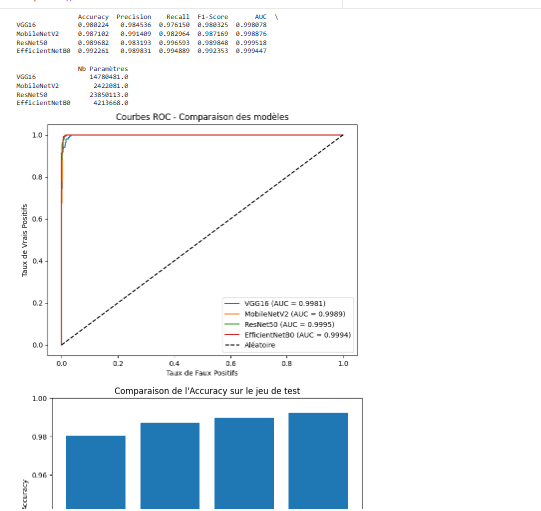 Accuracy Precision Recall F1-Score AUC \
VGG16 0.980224 0.984536 0.976150 0.980325 0.998078
MobileNetV2 0.987102 0.991409 0.982964 0.987169 0.998876
ResNet50 0.989682 0.983193 0.996593 0.989848 0.999518
EfficientNetB0 0.992261 0.989831 0.994889 0.992353 0.999447
Nb Paramètres
VGG16 14780481.0
MobileNetV2 2422081.0
ResNet50 23850113.0
EfficientNetB0 4213668.0
Courbes ROC - Comparaison des modèles
1.0
0.8
0.6
0.4
0.2
0.0
Taux de Vrais Positifs
VGG16 (AUC = 0.9981)
MobileNetV2 (AUC = 0.9989)
ResNet50 (AUC = 0.9995)
EfficientNetB0 (AUC = 0.9994)
Aléatoire
0.0 0.2 0.4 0.6 0.8 1.0
Taux de Faux Positifs
Comparaison de l'Accuracy sur le jeu de test
1.00
0.98
0.96
Accuracy